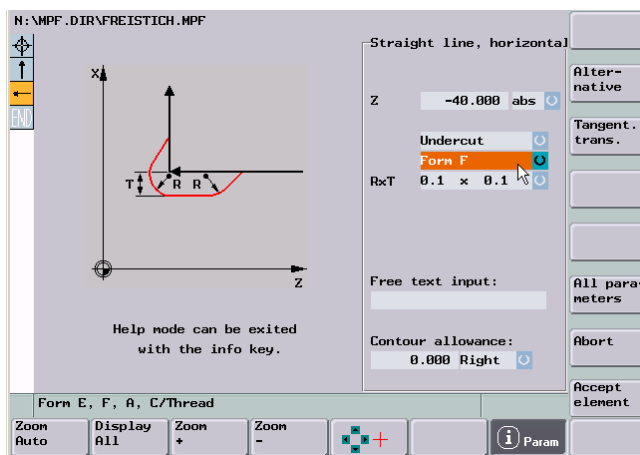 N:\MPF.DIR\FREISTICH.MPF
END
X
T
R R
Z
Help mode can be exited
with the info key.
Straight line, horizontal
Z -40.000 abs
Undercut
Form F
RxT 0.1 x 0.1
Free text input:
Contour allowance:
0.000 Right
Alter-
native
Tangent.
trans.
All para-
meters
Abort
Accept
element
Form E, F, A, C/Thread
Zoom
Auto
Display
All
Zoom
+
Zoom
-
i Param